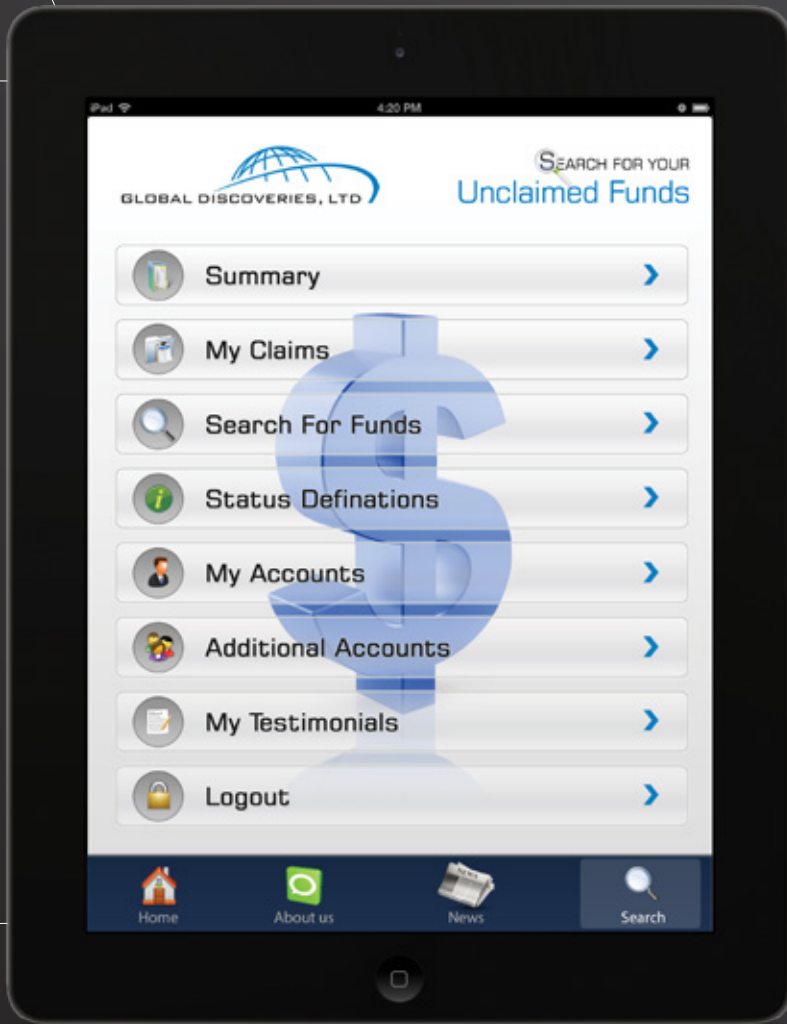 iPad
4:20 PM
GLOBAL DISCOVERIES, LTD
SEARCH FOR YOUR
Unclaimed Funds
Summary
My Claims
Search For Funds
Status Definations
My Accounts
Additional Accounts
My Testimonials
Logout
NEWS
Home
About us
News
Search